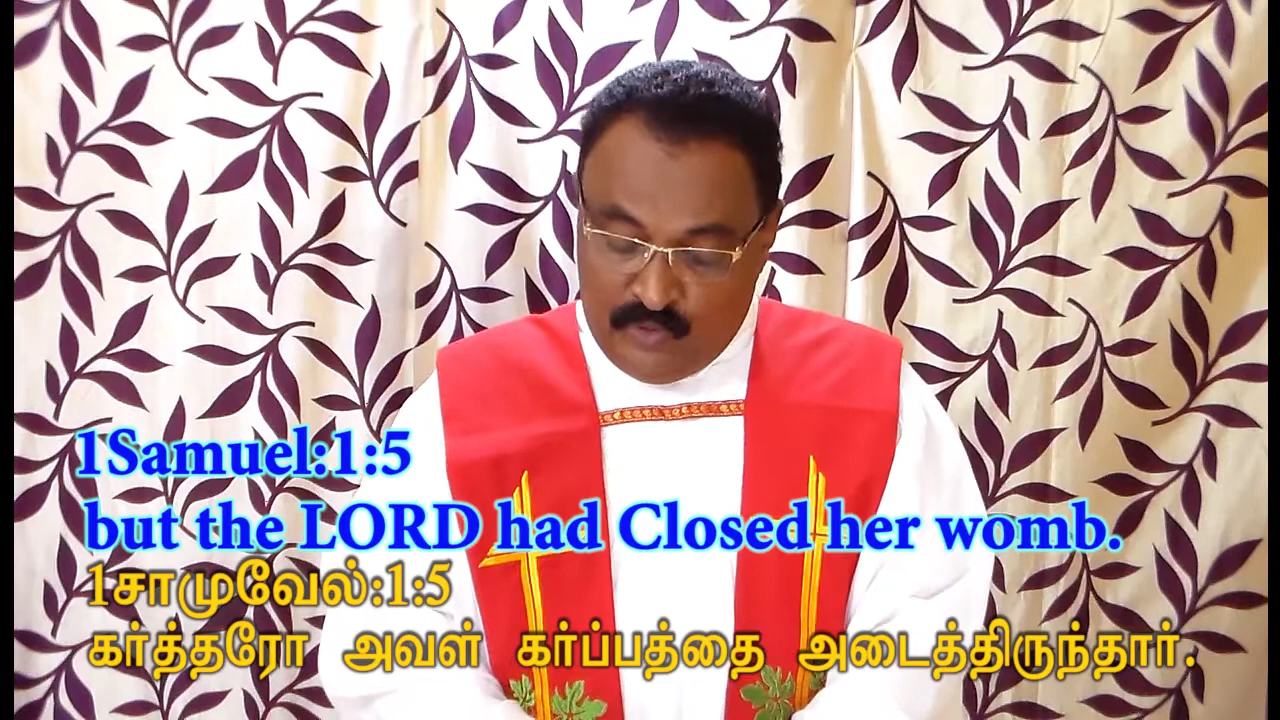 1Samuel:1:5
but the LORD had Closed her womb.
1சாமுவேல்:1:5
கர்த்தரோ அவள் கர்ப்பத்தை அடைத்திருந்தார்.